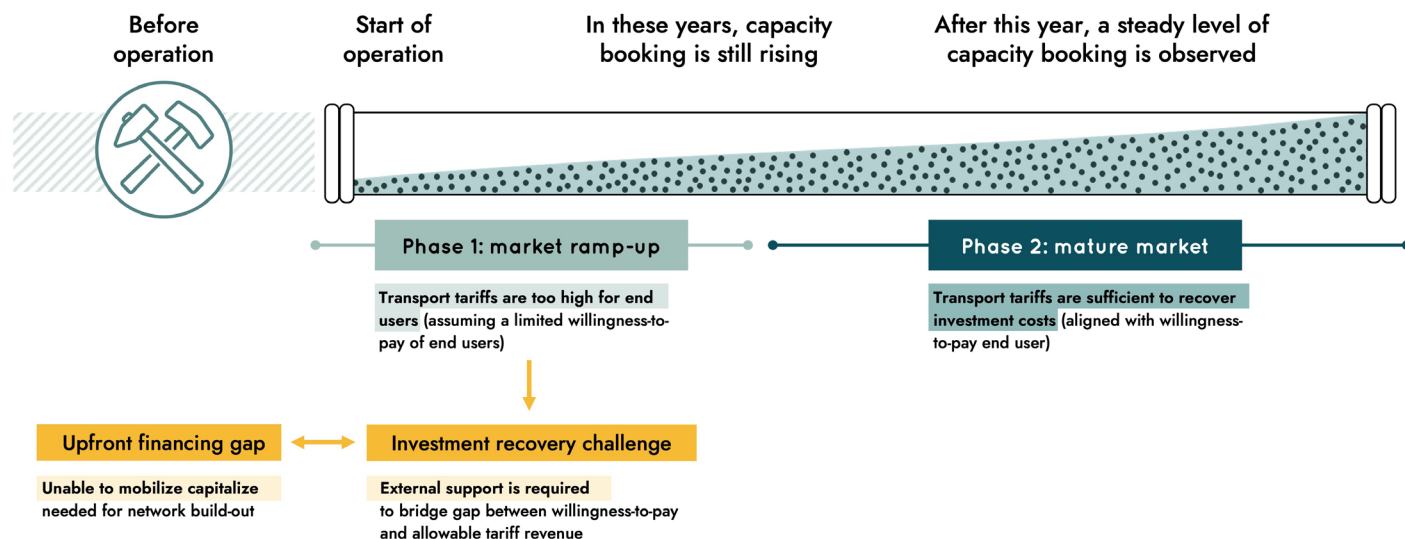 Before
operation
Start of
operation
In these years, capacity
booking is still rising
After this year, a steady level of
capacity booking is observed
Phase 1: market ramp-up
Transport tariffs are too high for end
users (assuming a limited willingness-to-
pay of end users)
Phase 2: mature market
Transport tariffs are sufficient to recover
investment costs (aligned with willingness-
to-pay end user)
Upfront financing gap
Unable to mobilize capitalize
needed for network build-out
Investment recovery challenge
External support is required
to bridge gap between willingness-to-pay
and allowable tariff revenue